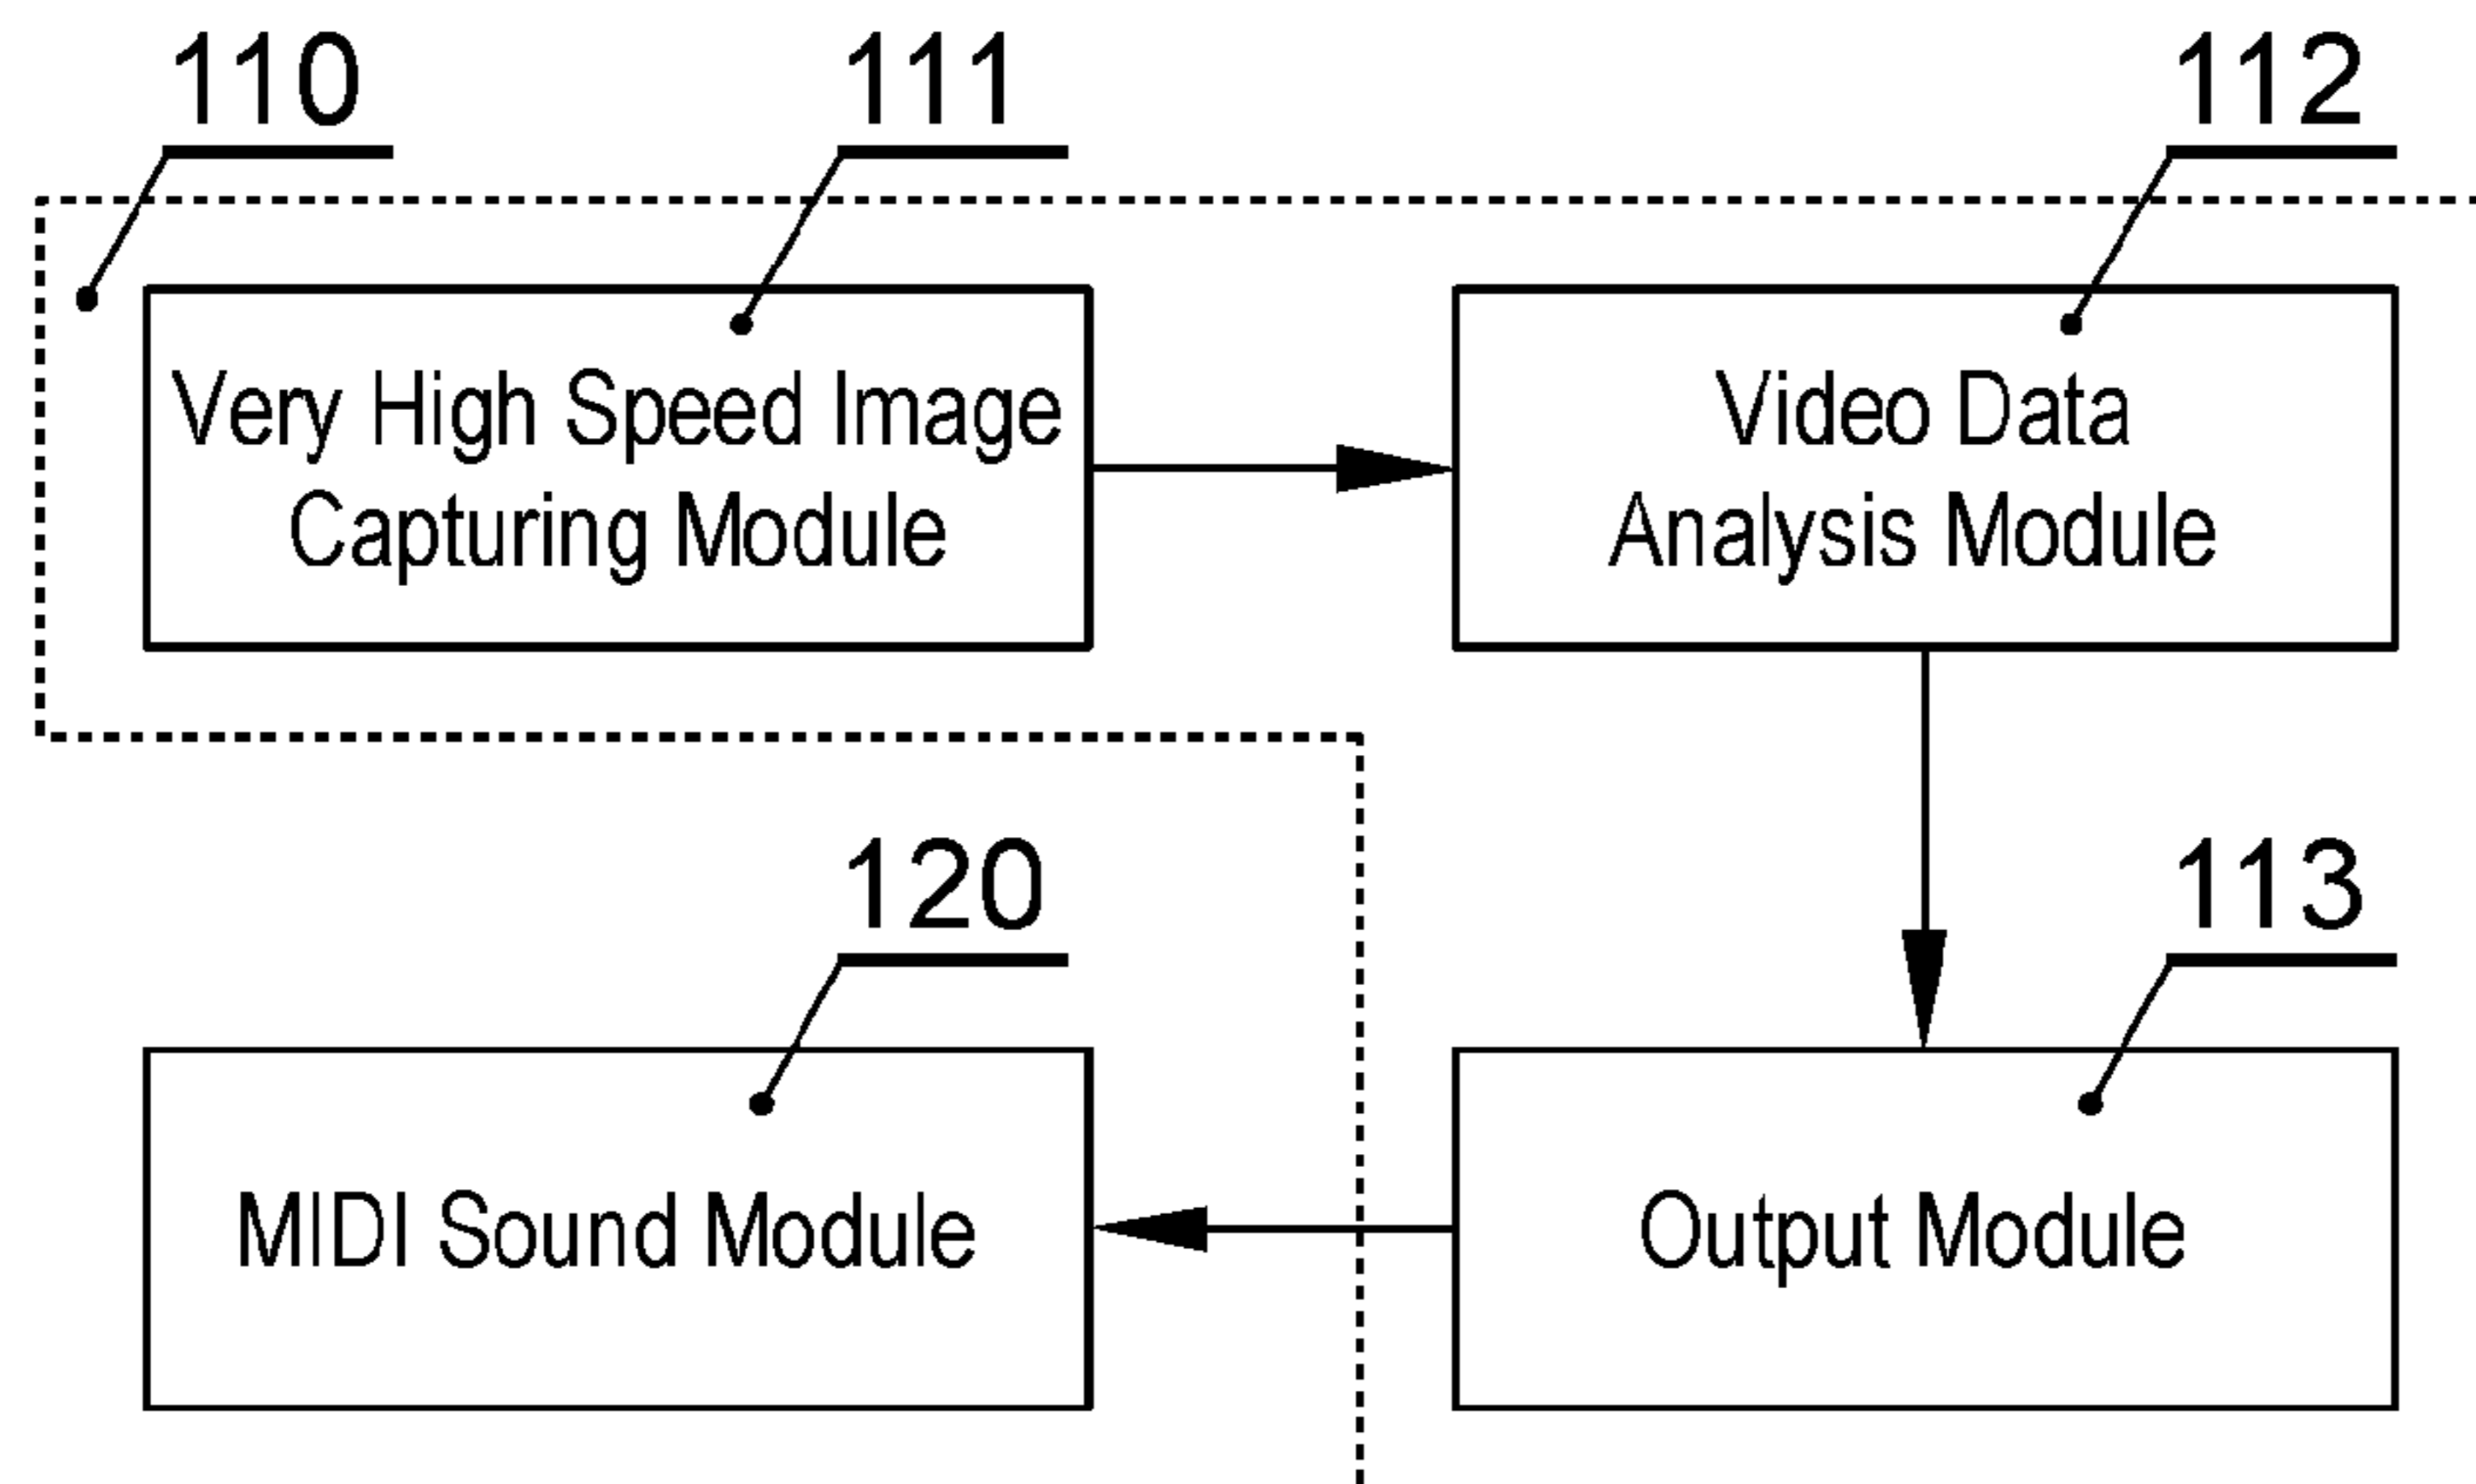 110
111
112
Very High Speed Image
Capturing Module
Video Data
Analysis Module
120
113
MIDI Sound Module
Output Module